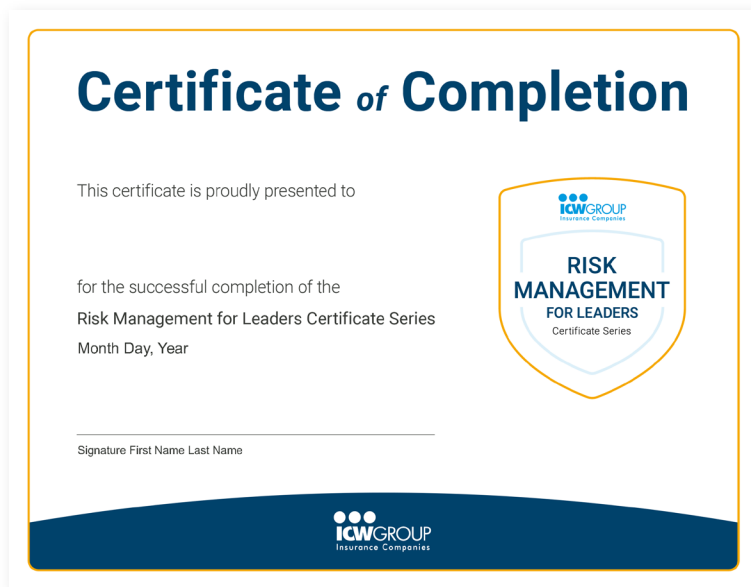 Certificate of Completion
This certificate is proudly presented to
for the successful completion of the
Risk Management for Leaders Certificate Series
Month Day, Year
Signature First Name Last Name
ICWGROUP
Insurance Companies
RISK
MANAGEMENT
FOR LEADERS
Certificate Series
ICWGROUP
Insurance Companies